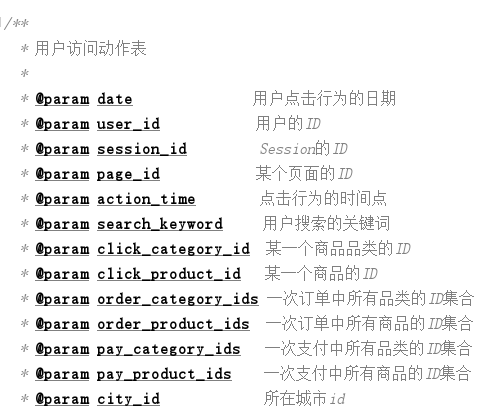 /**
* 用户访问动作表
*
* @param date 用户点击行为的日期
* @param user_id 用户的ID
* @param session_id Session的ID
* @param page_id 某个页面的ID
* @param action_time 点击行为的时间点
* @param search_keyword 用户搜索的关键词
* @param click_category_id 某一个商品品类的ID
* @param click_product_id 某一个商品的ID
* @param order_category_ids 一次订单中所有品类的ID集合
* @param order_product_ids 一次订单中所有商品的ID集合
* @param pay_category_ids 一次支付中所有品类的ID集合
* @param pay_product_ids 一次支付中所有商品的ID集合
* @param city_id 所在城市id